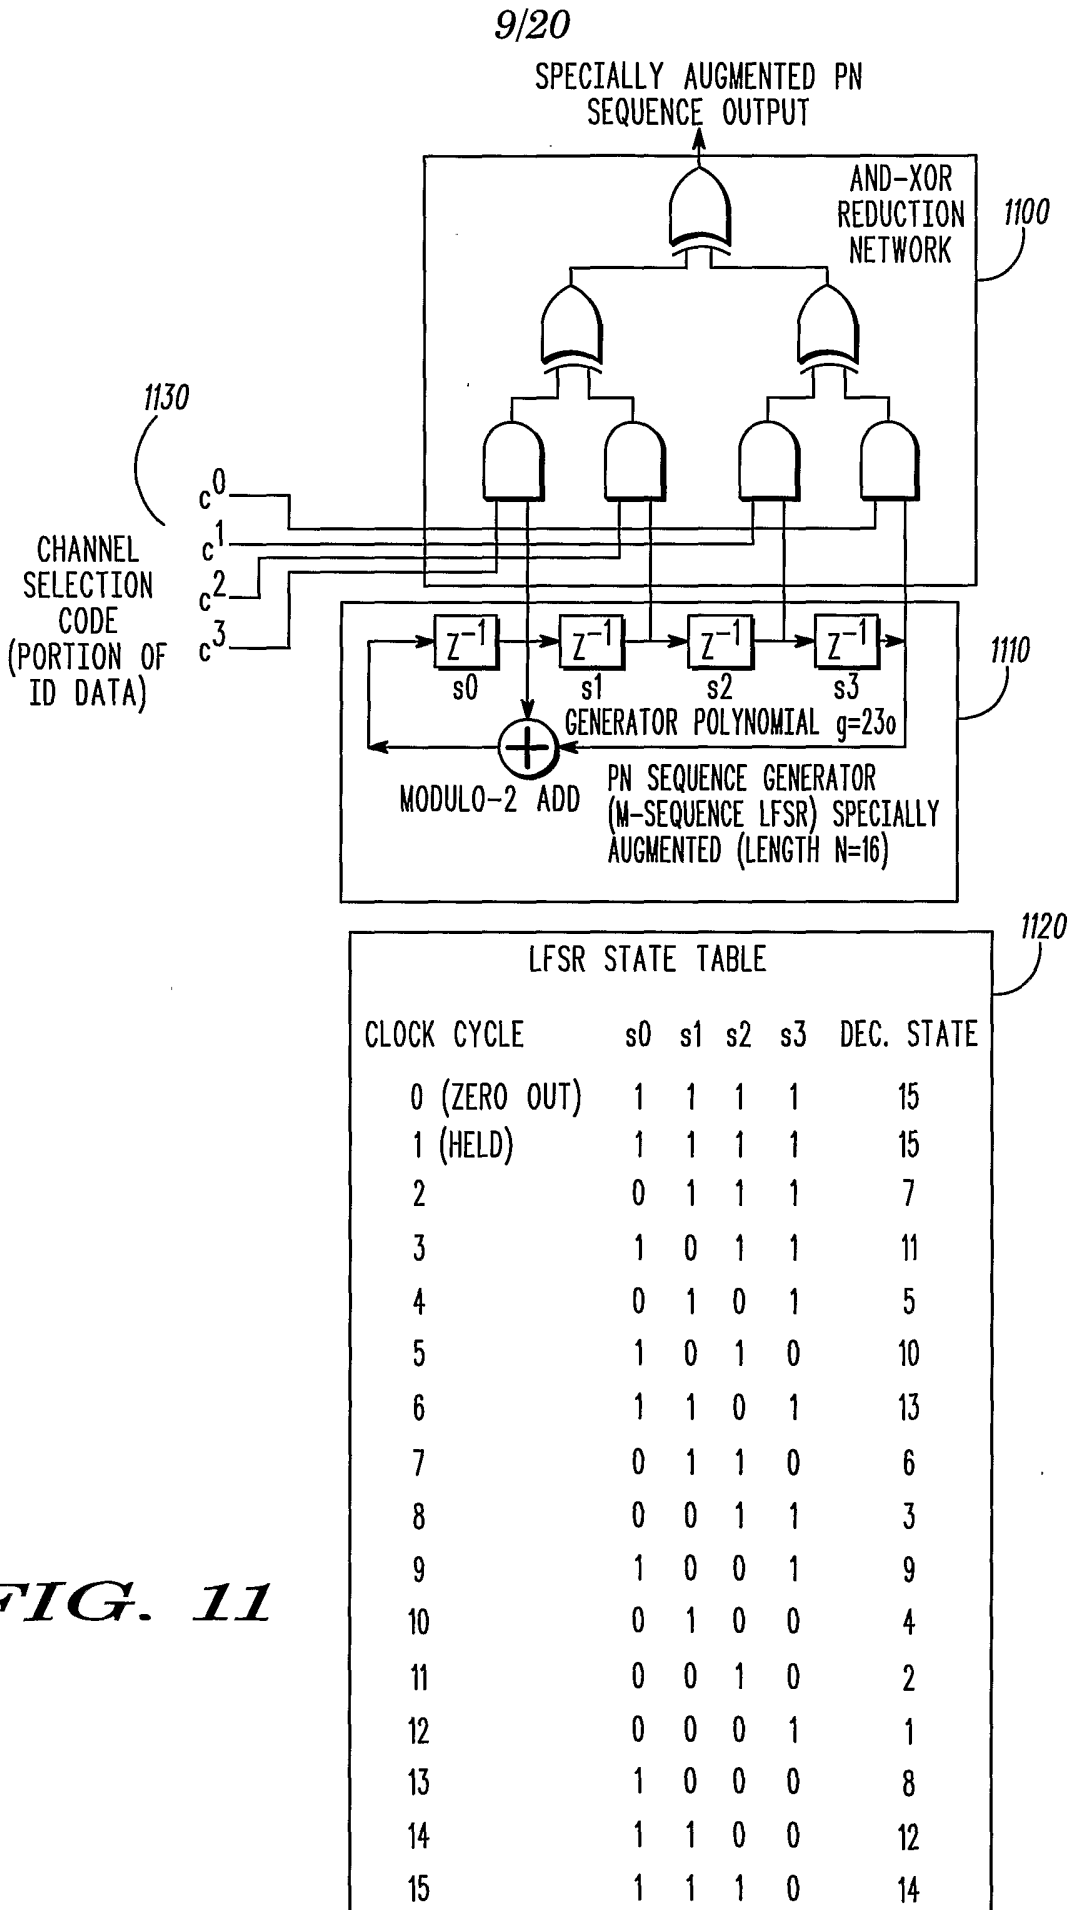 9/20
SPECIALLY AUGMENTED PN
SEQUENCE OUTPUT
AND-XOR
REDUCTION
NETWORK
1100
1130
c0
c1
c2
c3
CHANNEL
SELECTION
CODE
(PORTION OF
ID DATA)
Z-1 Z-1 Z-1 Z-1
s0 s1 s2 s3
1110
GENERATOR POLYNOMIAL g=23o
MODULO-2 ADD
PN SEQUENCE GENERATOR
(M-SEQUENCE LFSR) SPECIALLY
AUGMENTED (LENGTH N=16)
1120
LFSR STATE TABLE
CLOCK CYCLE s0 s1 s2 s3 DEC. STATE
0 (ZERO OUT) 1 1 1 1 15
1 (HELD) 1 1 1 1 15
2 0 1 1 1 7
3 1 0 1 1 11
4 0 1 0 1 5
5 1 0 1 0 10
6 1 1 0 1 13
7 0 1 1 0 6
8 0 0 1 1 3
9 1 0 0 1 9
10 0 1 0 0 4
11 0 0 1 0 2
12 0 0 0 1 1
13 1 0 0 0 8
14 1 1 0 0 12
15 1 1 1 0 14
FIG. 11